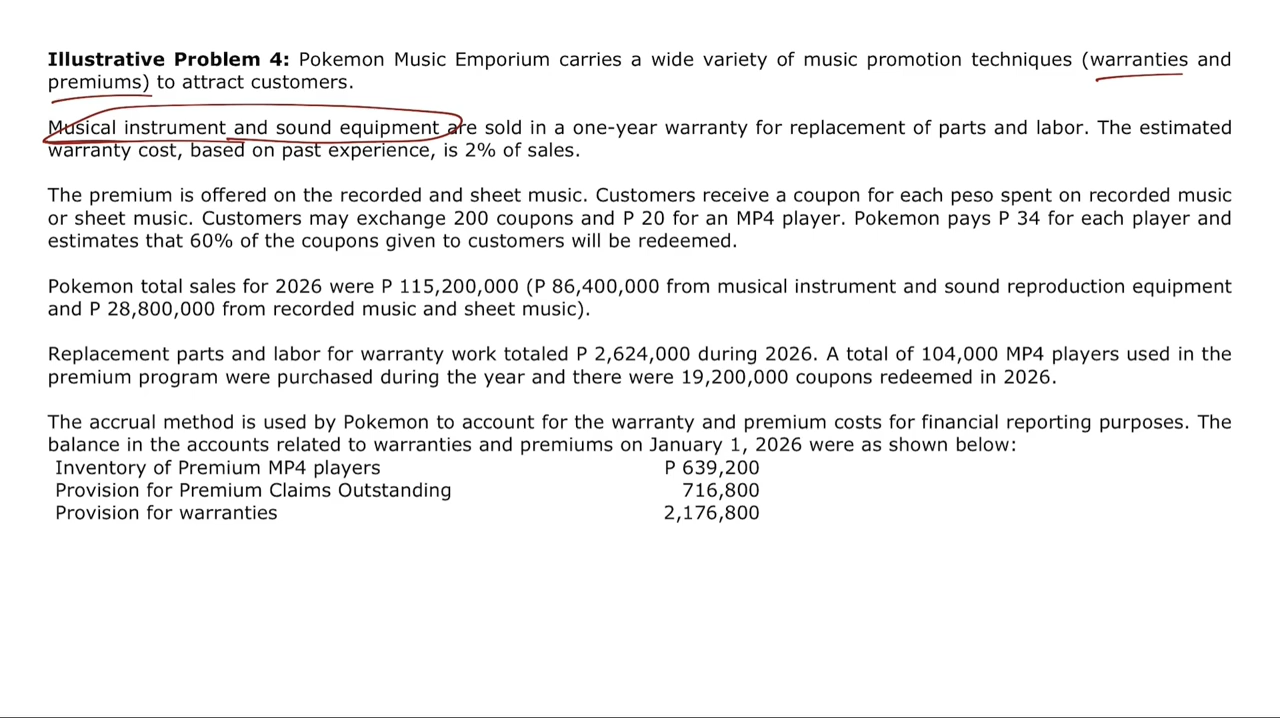 Illustrative Problem 4: Pokemon Music Emporium carries a wide variety of music promotion techniques (warranties and
premiums) to attract customers.
Musical instrument and sound equipment are sold in a one-year warranty for replacement of parts and labor. The estimated
warranty cost, based on past experience, is 2% of sales.
The premium is offered on the recorded and sheet music. Customers receive a coupon for each peso spent on recorded music
or sheet music. Customers may exchange 200 coupons and P 20 for an MP4 player. Pokemon pays P 34 for each player and
estimates that 60% of the coupons given to customers will be redeemed.
Pokemon total sales for 2026 were P 115,200,000 (P 86,400,000 from musical instrument and sound reproduction equipment
and P 28,800,000 from recorded music and sheet music).
Replacement parts and labor for warranty work totaled P 2,624,000 during 2026. A total of 104,000 MP4 players used in the
premium program were purchased during the year and there were 19,200,000 coupons redeemed in 2026.
The accrual method is used by Pokemon to account for the warranty and premium costs for financial reporting purposes. The
balance in the accounts related to warranties and premiums on January 1, 2026 were as shown below:
Inventory of Premium MP4 players P 639,200
Provision for Premium Claims Outstanding 716,800
Provision for warranties 2,176,800